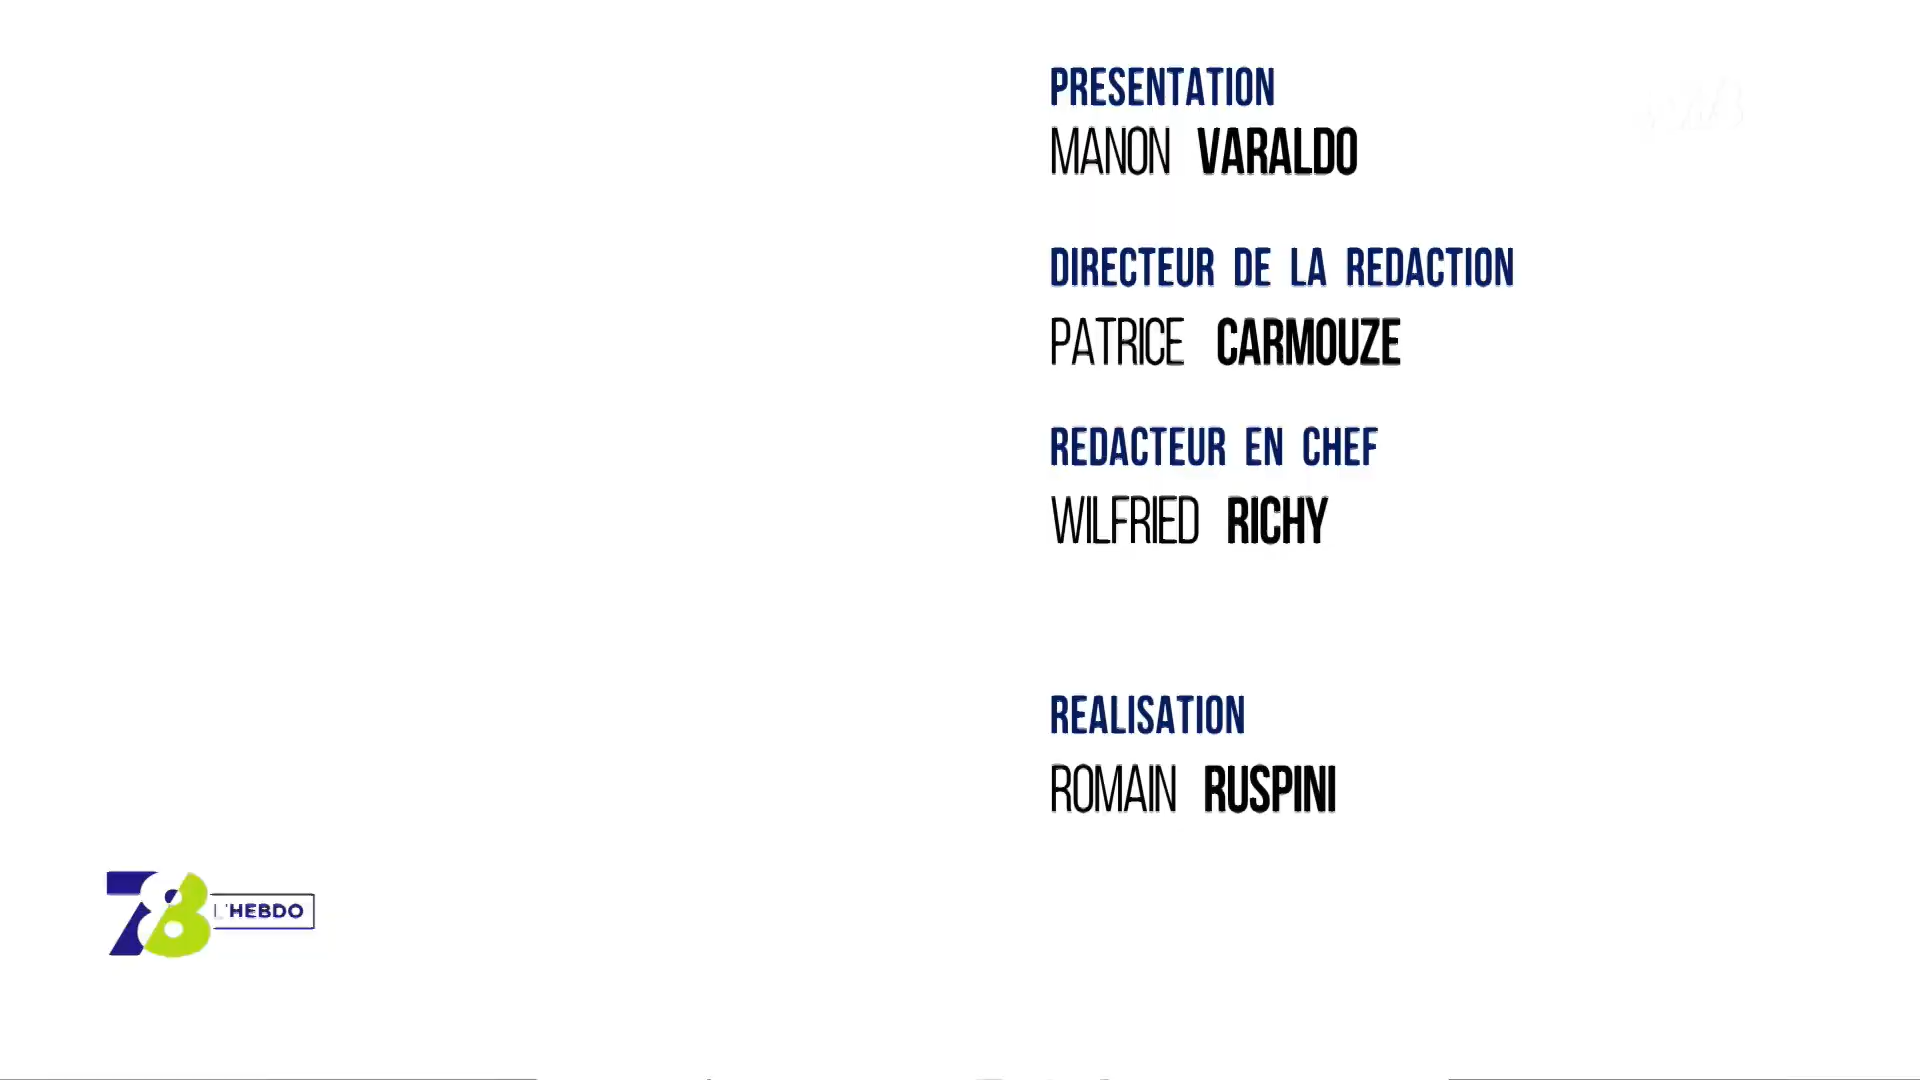 PRESENTATION
MANON VARALDO
DIRECTEUR DE LA REDACTION
PATRICE CARMOUZE
REDACTEUR EN CHEF
WILFRIED RICHY
REALISATION
ROMAIN RUSPINI
78
L'HEBDO